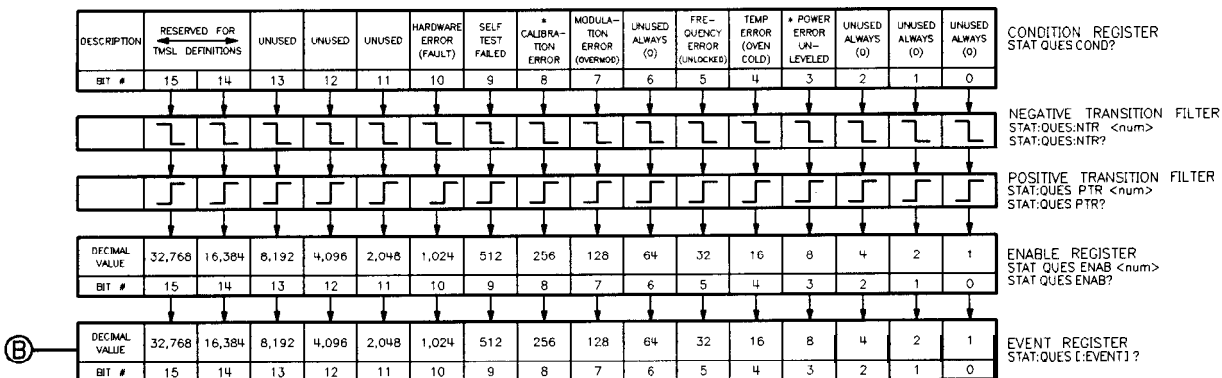 DESCRIPTION RESERVED FOR TMSL DEFINITIONS UNUSED UNUSED UNUSED HARDWARE ERROR (FAULT) SELF TEST FAILED * CALIBRA- TION ERROR MODULA- TION ERROR (OVERMOD) UNUSED ALWAYS (0) FRE- QUENCY ERROR (UNLOCKED) TEMP ERROR (OVEN COLD) * POWER ERROR UN- LEVELED UNUSED ALWAYS (0) UNUSED ALWAYS (0) UNUSED ALWAYS (0)
BIT # 15 14 13 12 11 10 9 8 7 6 5 4 3 2 1 0
CONDITION REGISTER
STAT QUES COND?
NEGATIVE TRANSITION FILTER
STAT:QUES:NTR <num>
STAT:QUES:NTR?
POSITIVE TRANSITION FILTER
STAT:QUES PTR <num>
STAT:QUES PTR?
DECIMAL VALUE 32,768 16,384 8,192 4,096 2,048 1,024 512 256 128 64 32 16 8 4 2 1
BIT # 15 14 13 12 11 10 9 8 7 6 5 4 3 2 1 0
ENABLE REGISTER
STAT QUES ENAB <num>
STAT QUES ENAB?
B
DECIMAL VALUE 32,768 16,384 8,192 4,096 2,048 1,024 512 256 128 64 32 16 8 4 2 1
BIT # 15 14 13 12 11 10 9 8 7 6 5 4 3 2 1 0
EVENT REGISTER
STAT:QUES [:EVENT] ?